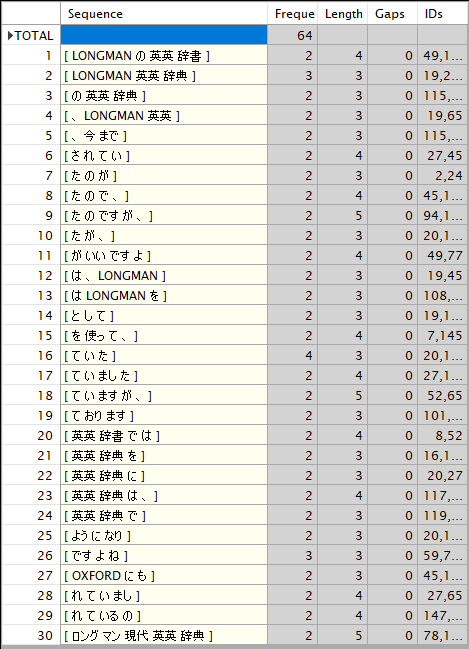 Sequence Freque Length Gaps IDs
TOTAL 64
1 [ LONGMAN の 英英 辞書 ] 2 4 0 49,1...
2 [ LONGMAN 英英 辞典 ] 3 3 0 19,2...
3 [ の 英英 辞典 ] 2 3 0 115,...
4 [ 、 LONGMAN 英英 ] 2 3 0 19,65
5 [ 、 今 まで ] 2 3 0 115,...
6 [ さ れ て い ] 2 4 0 27,45
7 [ た の が ] 2 3 0 2,24
8 [ た の で 、 ] 2 4 0 45,1...
9 [ た の です が 、 ] 2 5 0 94,1...
10 [ た が 、 ] 2 3 0 20,1...
11 [ が いい です よ ] 2 4 0 49,77
12 [ は 、 LONGMAN ] 2 3 0 19,45
13 [ は LONGMAN を ] 2 3 0 108,...
14 [ と し て ] 2 3 0 19,1...
15 [ を 使っ て 、 ] 2 4 0 7,145
16 [ て い た ] 4 3 0 20,1...
17 [ て い まし た ] 2 4 0 27,1...
18 [ て い ます が 、 ] 2 5 0 52,65
19 [ て おり ます ] 2 3 0 101,...
20 [ 英英 辞書 で は ] 2 4 0 8,52
21 [ 英英 辞典 を ] 2 3 0 16,1...
22 [ 英英 辞典 に ] 2 3 0 20,27
23 [ 英英 辞典 は 、 ] 2 4 0 117,...
24 [ 英英 辞典 で ] 2 3 0 119,...
25 [ よう に なり ] 2 3 0 20,1...
26 [ です よ ね ] 3 3 0 59,7...
27 [ OXFORD に も ] 2 3 0 45,1...
28 [ れ て い まし ] 2 4 0 27,65
29 [ れ て いる の ] 2 4 0 147,...
30 [ ロング マン 現代 英英 辞典 ] 2 5 0 78,1...